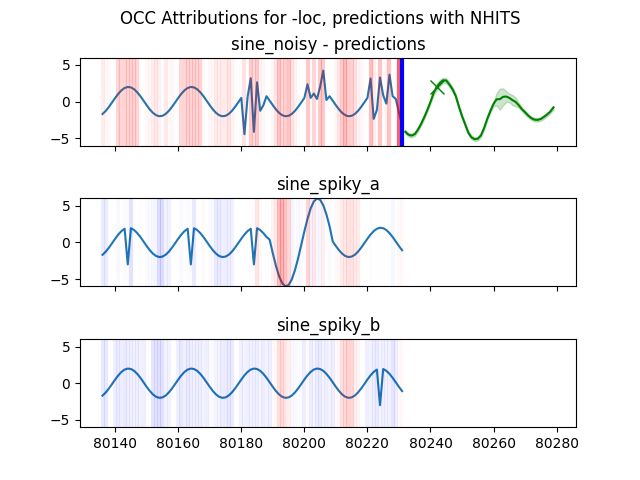 OCC Attributions for -loc, predictions with NHITS
sine_noisy - predictions
5
0
−5
sine_spiky_a
5
0
−5
sine_spiky_b
5
0
−5
80140 80160 80180 80200 80220 80240 80260 80280